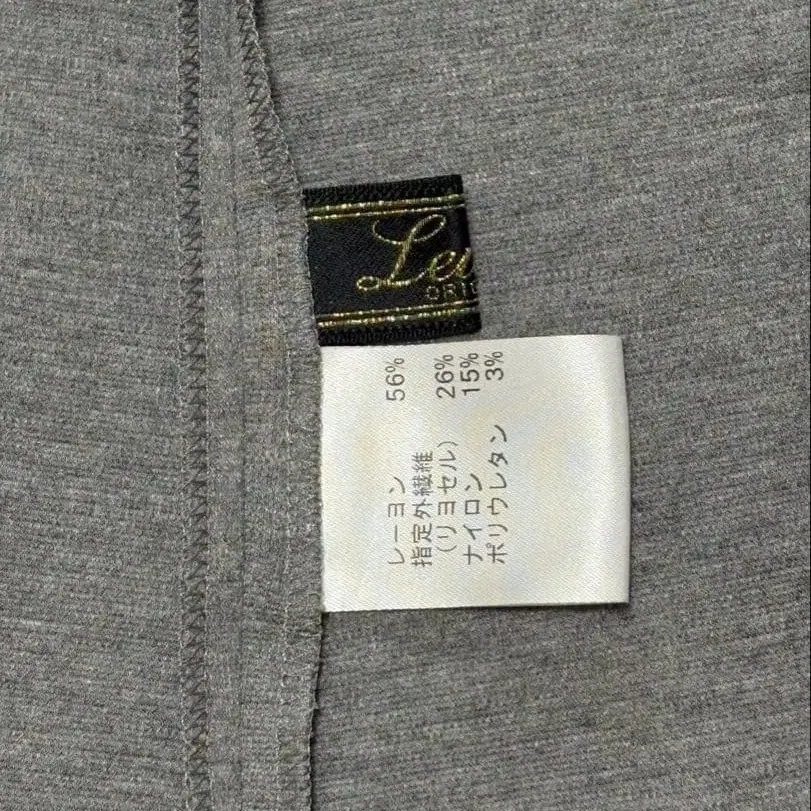 レーヨン 56%
指定外繊維
(リヨセル) 26%
ナイロン 15%
ポリウレタン 3%